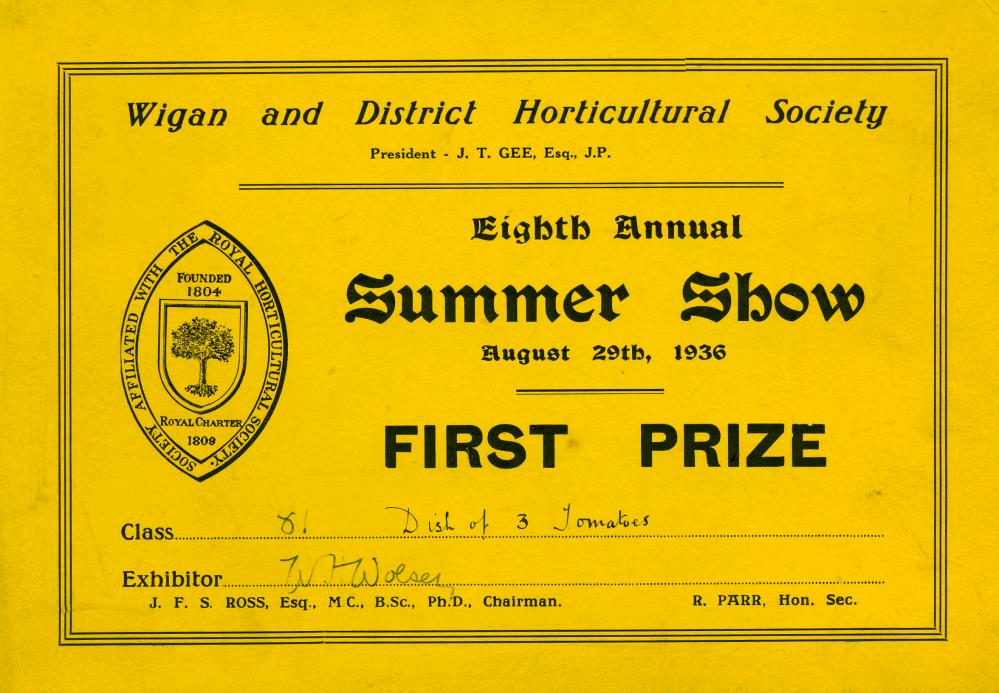 Wigan and District Horticultural Society
President - J. T. GEE, Esq., J.P.
Eighth Annual
Summer Show
August 29th, 1936
FIRST PRIZE
SOCIETY AFFILIATED WITH THE ROYAL HORTICULTURAL SOCIETY.
FOUNDED
1804
ROYAL CHARTER
1809
Class 81 Dish of 3 Tomatoes
Exhibitor
J. F. S. ROSS, Esq., M C., B.Sc., Ph.D., Chairman.
R. PARR, Hon. Sec.